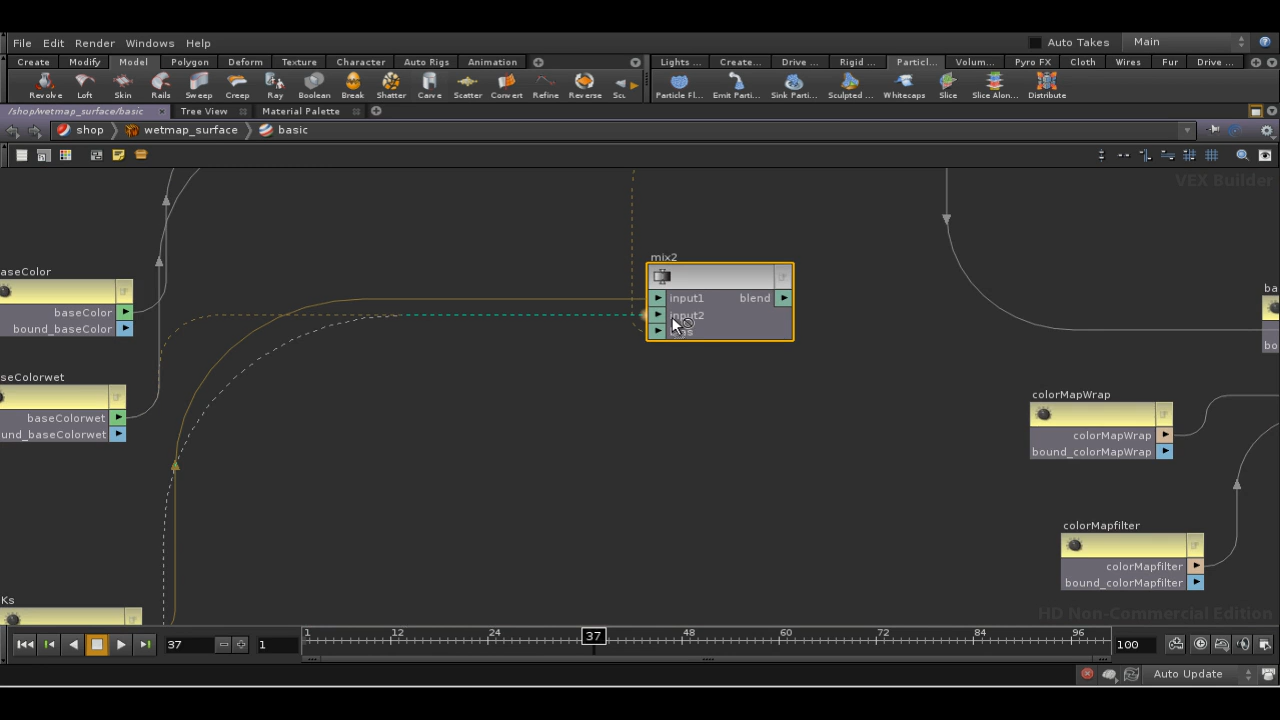 File Edit Render Windows Help Auto Takes Main
Create Modify Model Polygon Deform Texture Character Auto Rigs Animation Lights ... Create... Drive ... Rigid ... Particl... Volum... Pyro FX Cloth Wires Fur Drive ...
Revolve Loft Skin Rails Sweep Creep Ray Boolean Break Shatter Carve Scatter Convert Refine Reverse Particle Fl... Emit Parti... Sink Parti... Sculpted ... Whitecaps Slice Slice Alon... Distribute
/shop/wetmap_surface/basic Tree View Material Palette
shop wetmap_surface basic
VEX Builder
mix2
aseColor
input1 blend
baseColor
input2
bound_baseColor
seColorwet
colorMapWrap
baseColorwet
und_baseColorwet
colorMapWrap
bound_colorMapWrap
colorMapfilter
colorMapfilter
bound_colorMapfilter
Ks
HD Non-Commercial Edition
37 1 1 12 24 37 48 60 72 84 96 100
Auto Update